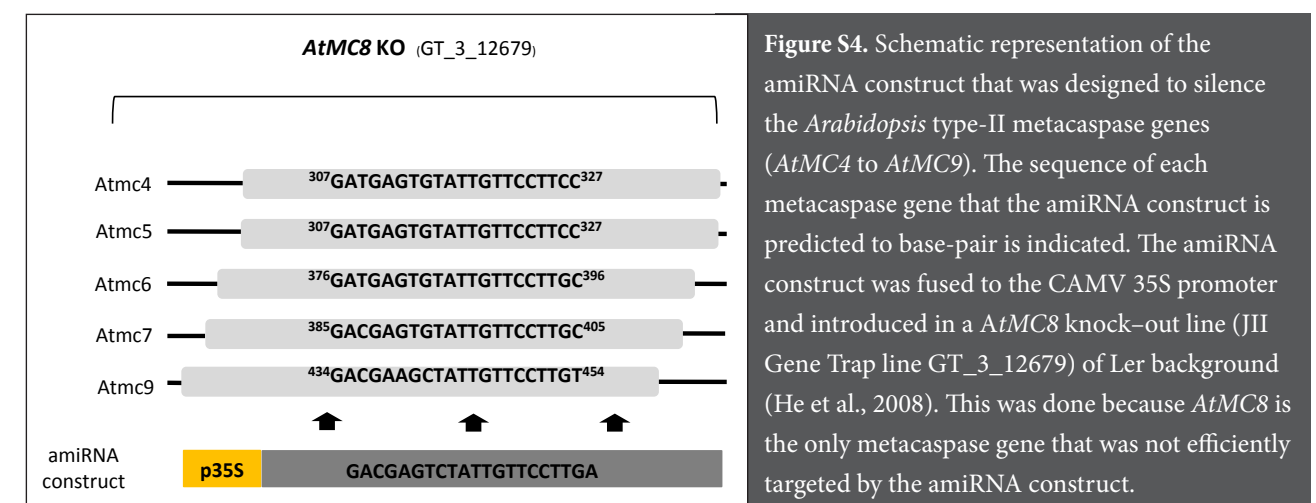 AtMC8 KO (GT_3_12679)
Atmc4 307GATGAGTGTATTGTTCCTTCC327
Atmc5 307GATGAGTGTATTGTTCCTTCC327
Atmc6 376GATGAGTGTATTGTTCCTTGC396
Atmc7 385GACGAGTGTATTGTTCCTTGC405
Atmc9 434GACGAAGCTATTGTTCCTTGT454
amiRNA
construct
p35S GACGAGTCTATTGTTCCTTGA
Figure S4. Schematic representation of the
amiRNA construct that was designed to silence
the Arabidopsis type-II metacaspase genes
(AtMC4 to AtMC9). The sequence of each
metacaspase gene that the amiRNA construct is
predicted to base-pair is indicated. The amiRNA
construct was fused to the CAMV 35S promoter
and introduced in a AtMC8 knock–out line (JII
Gene Trap line GT_3_12679) of Ler background
(He et al., 2008). This was done because AtMC8 is
the only metacaspase gene that was not efficiently
targeted by the amiRNA construct.